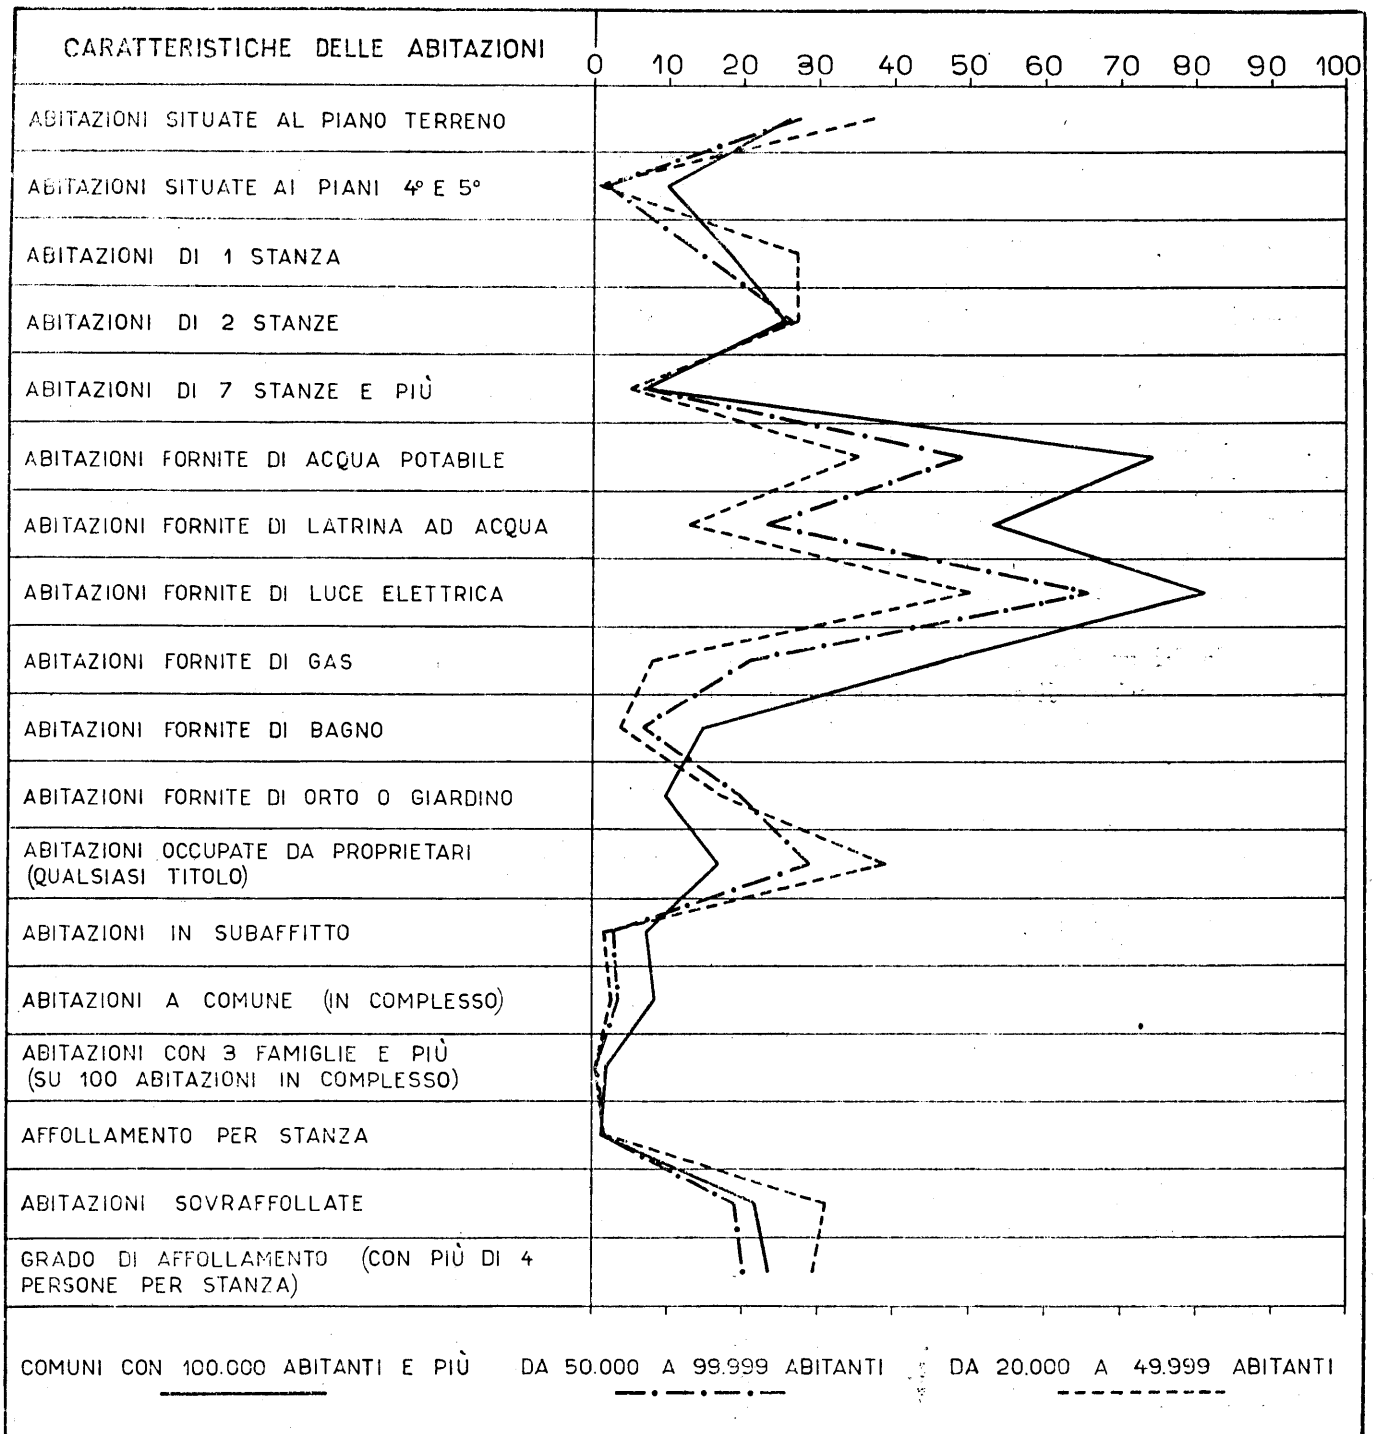 CARATTERISTICHE DELLE ABITAZIONI
0 10 20 30 40 50 60 70 80 90 100
ABITAZIONI SITUATE AL PIANO TERRENO
ABITAZIONI SITUATE AI PIANI 4° E 5°
ABITAZIONI DI 1 STANZA
ABITAZIONI DI 2 STANZE
ABITAZIONI DI 7 STANZE E PIÙ
ABITAZIONI FORNITE DI ACQUA POTABILE
ABITAZIONI FORNITE DI LATRINA AD ACQUA
ABITAZIONI FORNITE DI LUCE ELETTRICA
ABITAZIONI FORNITE DI GAS
ABITAZIONI FORNITE DI BAGNO
ABITAZIONI FORNITE DI ORTO O GIARDINO
ABITAZIONI OCCUPATE DA PROPRIETARI
(QUALSIASI TITOLO)
ABITAZIONI IN SUBAFFITTO
ABITAZIONI A COMUNE (IN COMPLESSO)
ABITAZIONI CON 3 FAMIGLIE E PIÙ
(SU 100 ABITAZIONI IN COMPLESSO)
AFFOLLAMENTO PER STANZA
ABITAZIONI SOVRAFFOLLATE
GRADO DI AFFOLLAMENTO (CON PIÙ DI 4
PERSONE PER STANZA)
COMUNI CON 100.000 ABITANTI E PIÙ DA 50.000 A 99.999 ABITANTI DA 20.000 A 49.999 ABITANTI